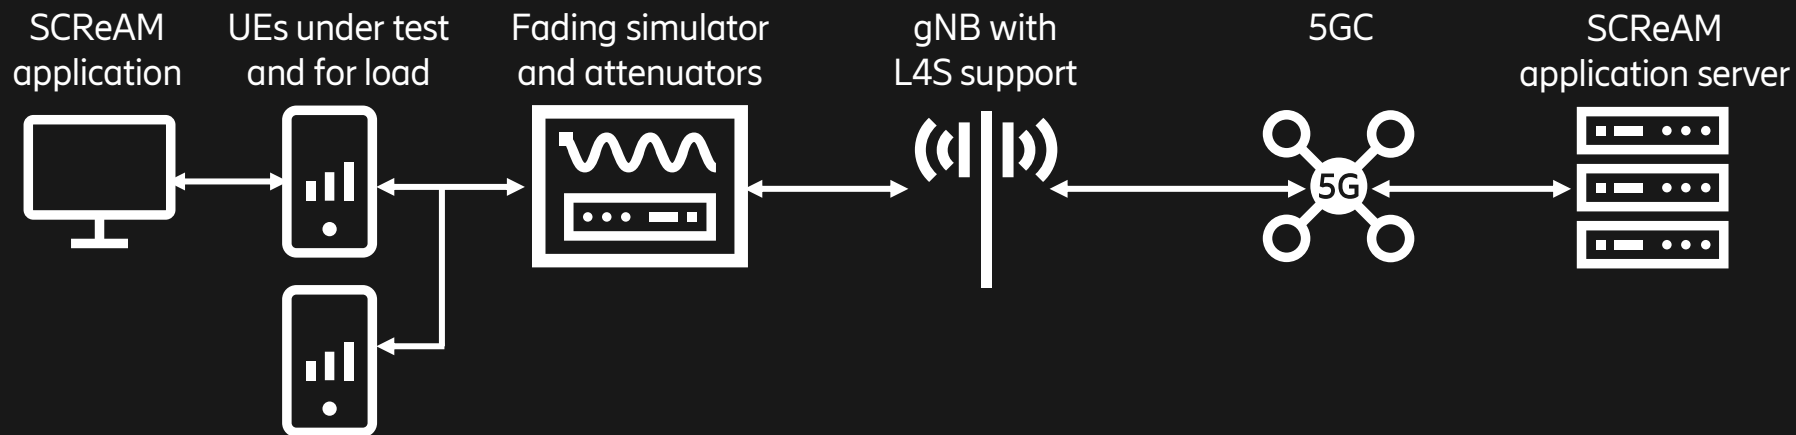 SCReAM
application
UEs under test
and for load
Fading simulator
and attenuators
gNB with
L4S support
5GC
SCReAM
application server
5G